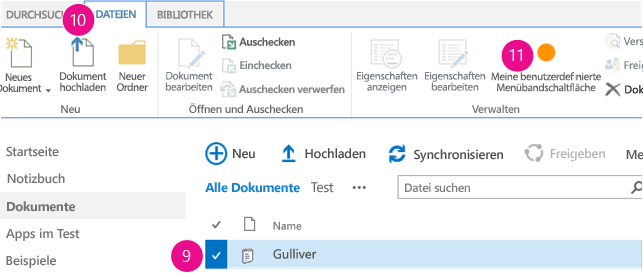 DURCHSUC
10
DATEIEN
BIBLIOTHEK
Neues
Dokument
Dokument
hochladen
Neuer
Ordner
Neu
Dokument
bearbeiten
Auschecken
Einchecken
Auschecken verwerfen
Öffnen und Auschecken
Eigenschaften
anzeigen
Eigenschaften
bearbeiten
11
Meine benutzerdef nierte
Menübandschaltfläche
Vers
Freig
Dok
Verwalten
Startseite
Notizbuch
Dokumente
Apps im Test
Beispiele
Neu
Hochladen
Synchronisieren
Freigeben
Me
Alle Dokumente
Test
•••
Datei suchen
Name
9
Gulliver